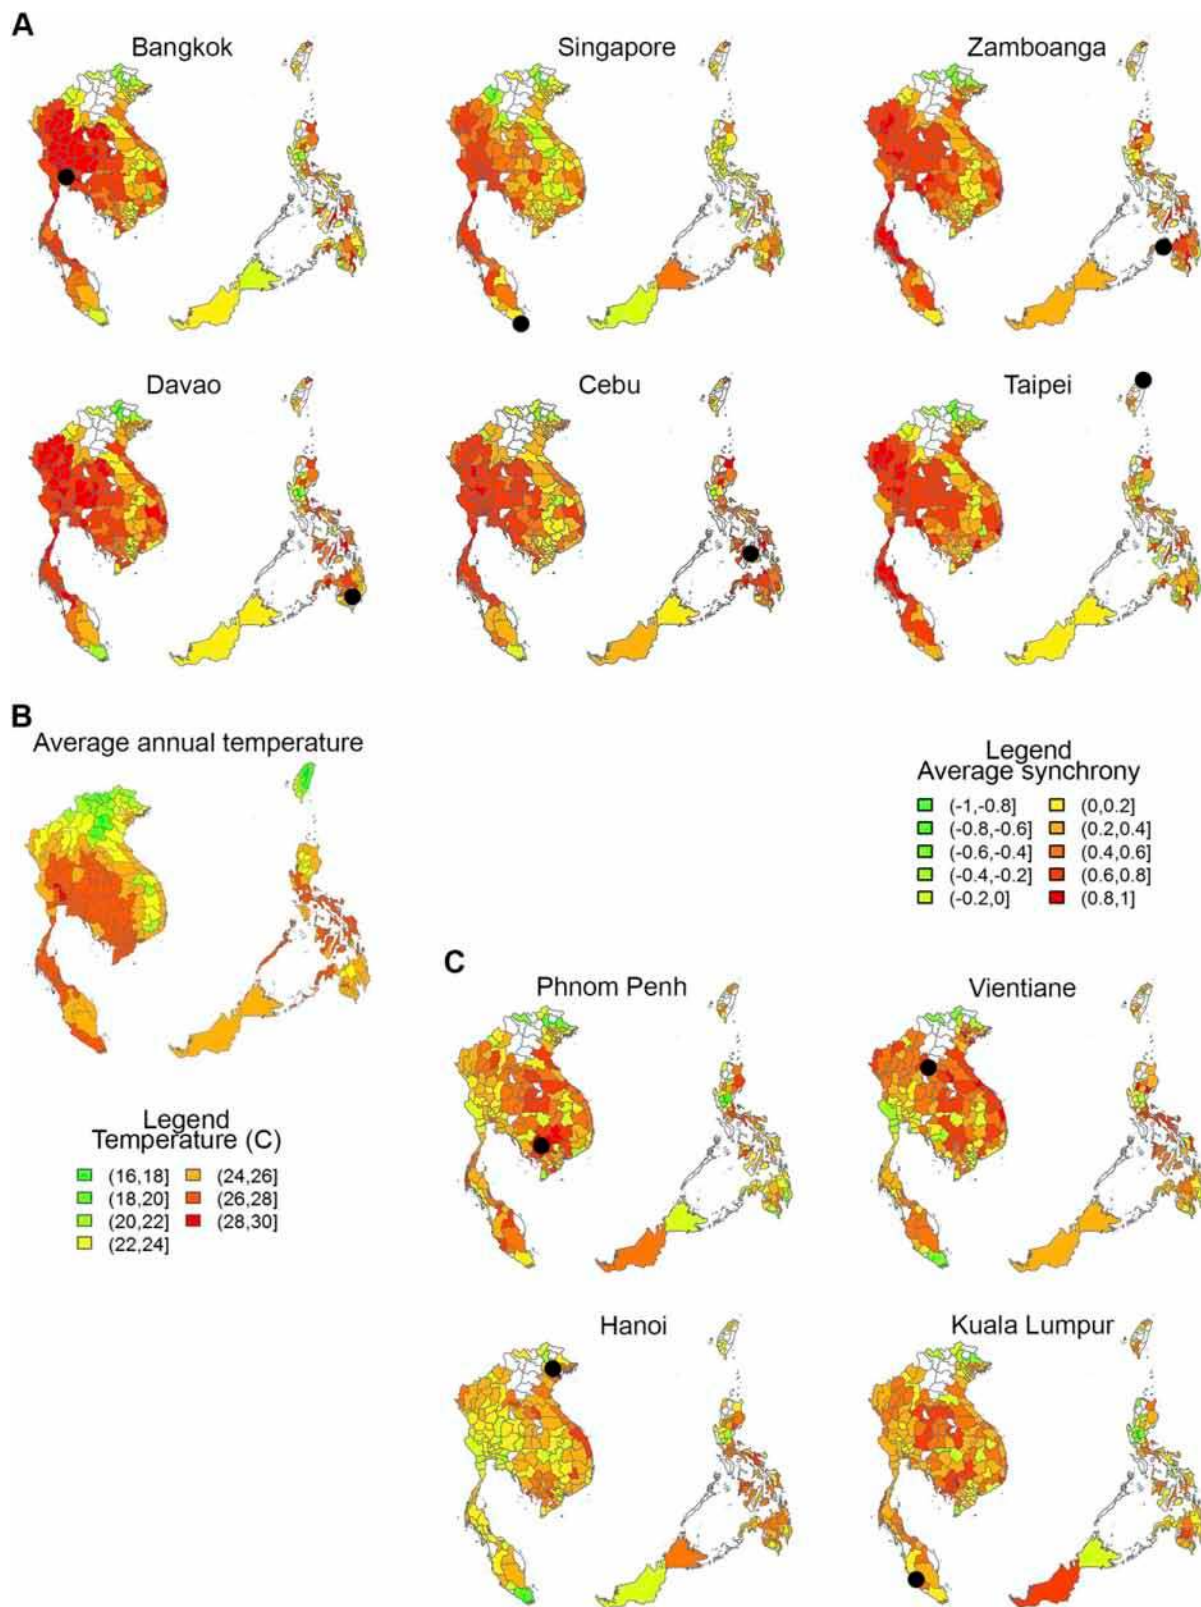 A
Bangkok
Singapore
Zamboanga
Davao
Cebu
Taipei
B
Average annual temperature
Legend
Average synchrony
(-1,-0.8]
(0,0.2]
(-0.8,-0.6]
(0.2,0.4]
(-0.6,-0.4]
(0.4,0.6]
(-0.4,-0.2]
(0.6,0.8]
(-0.2,0]
(0.8,1]
C
Phnom Penh
Vientiane
Legend
Temperature (C)
(16,18]
(24,26]
(18,20]
(26,28]
(20,22]
(28,30]
(22,24]
Hanoi
Kuala Lumpur